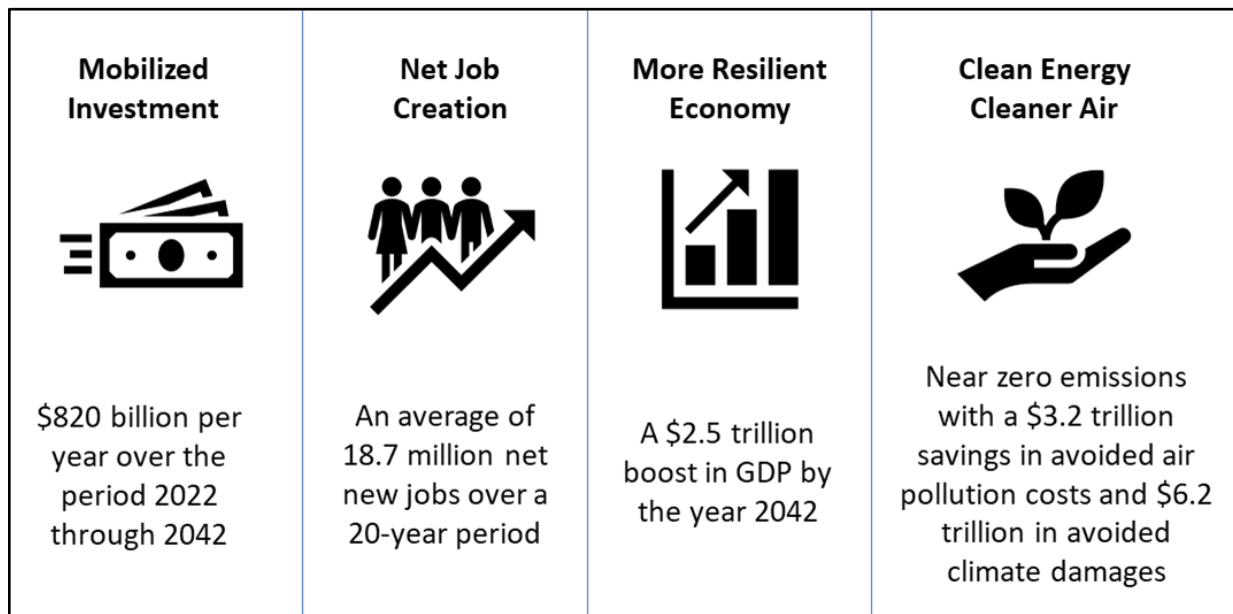 Mobilized
Investment
$820 billion per
year over the
period 2022
through 2042
Net Job
Creation
An average of
18.7 million net
new jobs over a
20-year period
More Resilient
Economy
A $2.5 trillion
boost in GDP by
the year 2042
Clean Energy
Cleaner Air
Near zero emissions
with a $3.2 trillion
savings in avoided air
pollution costs and $6.2
trillion in avoided
climate damages